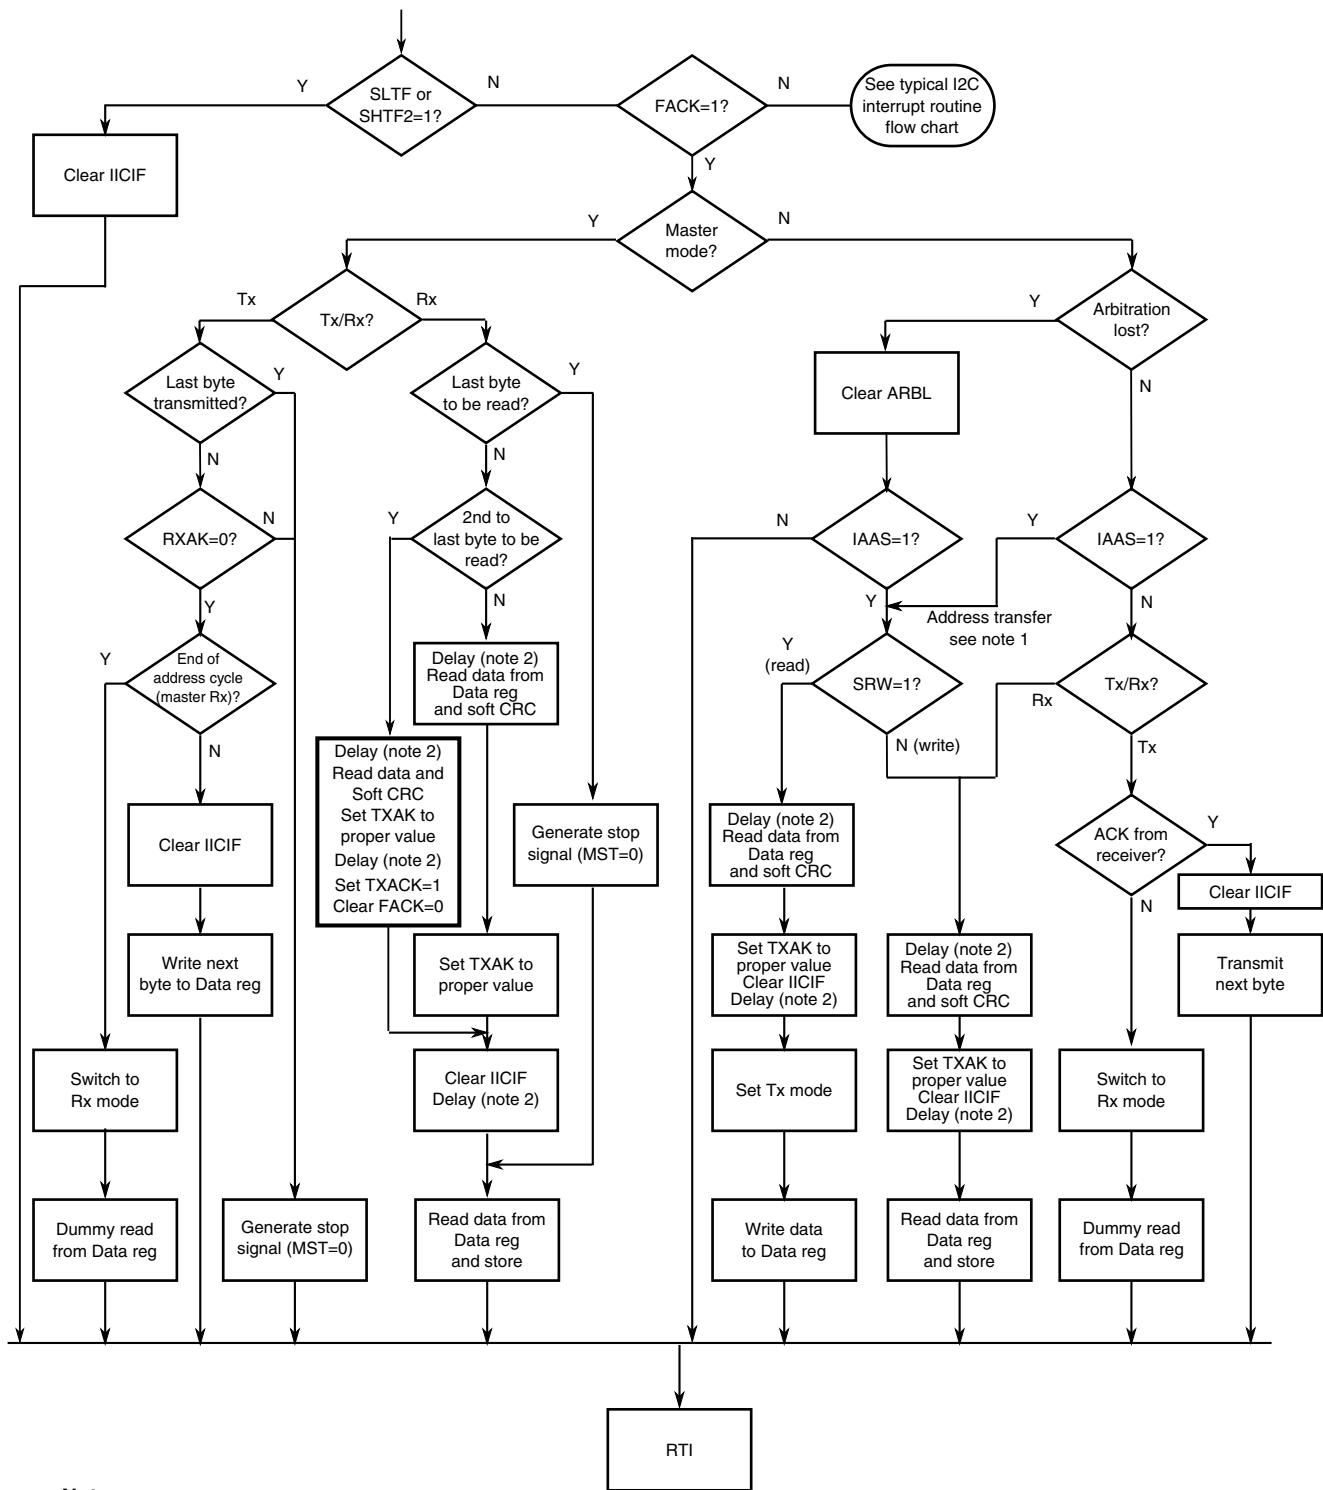 Y
SLTF or
SHTF2=1?
N
FACK=1?
N
See typical I2C
interrupt routine
flow chart
Clear IICIF
Y
Master
mode?
Y
N
Tx/Rx?
Tx
Rx
Arbitration
lost?
Y
N
Last byte
transmitted?
Y
N
Last byte
to be read?
Y
N
Clear ARBL
RXAK=0?
N
Y
2nd to
last byte to be
read?
Y
N
IAAS=1?
N
Y
IAAS=1?
Y
N
Address transfer
see note 1
End of
address cycle
(master Rx)?
Y
N
Delay (note 2)
Read data from
Data reg
and soft CRC
Y
(read)
SRW=1?
N (write)
Tx/Rx?
Rx
Tx
Delay (note 2)
Read data and
Soft CRC
Set TXAK to
proper value
Delay (note 2)
Set TXACK=1
Clear FACK=0
Clear IICIF
Generate stop
signal (MST=0)
Delay (note 2)
Read data from
Data reg
and soft CRC
ACK from
receiver?
Y
N
Clear IICIF
Write next
byte to Data reg
Set TXAK to
proper value
Set TXAK to
proper value
Clear IICIF
Delay (note 2)
Delay (note 2)
Read data from
Data reg
and soft CRC
Transmit
next byte
Switch to
Rx mode
Clear IICIF
Delay (note 2)
Set Tx mode
Set TXAK to
proper value
Clear IICIF
Delay (note 2)
Switch to
Rx mode
Dummy read
from Data reg
Generate stop
signal (MST=0)
Read data from
Data reg
and store
Write data
to Data reg
Read data from
Data reg
and store
Dummy read
from Data reg
RTI